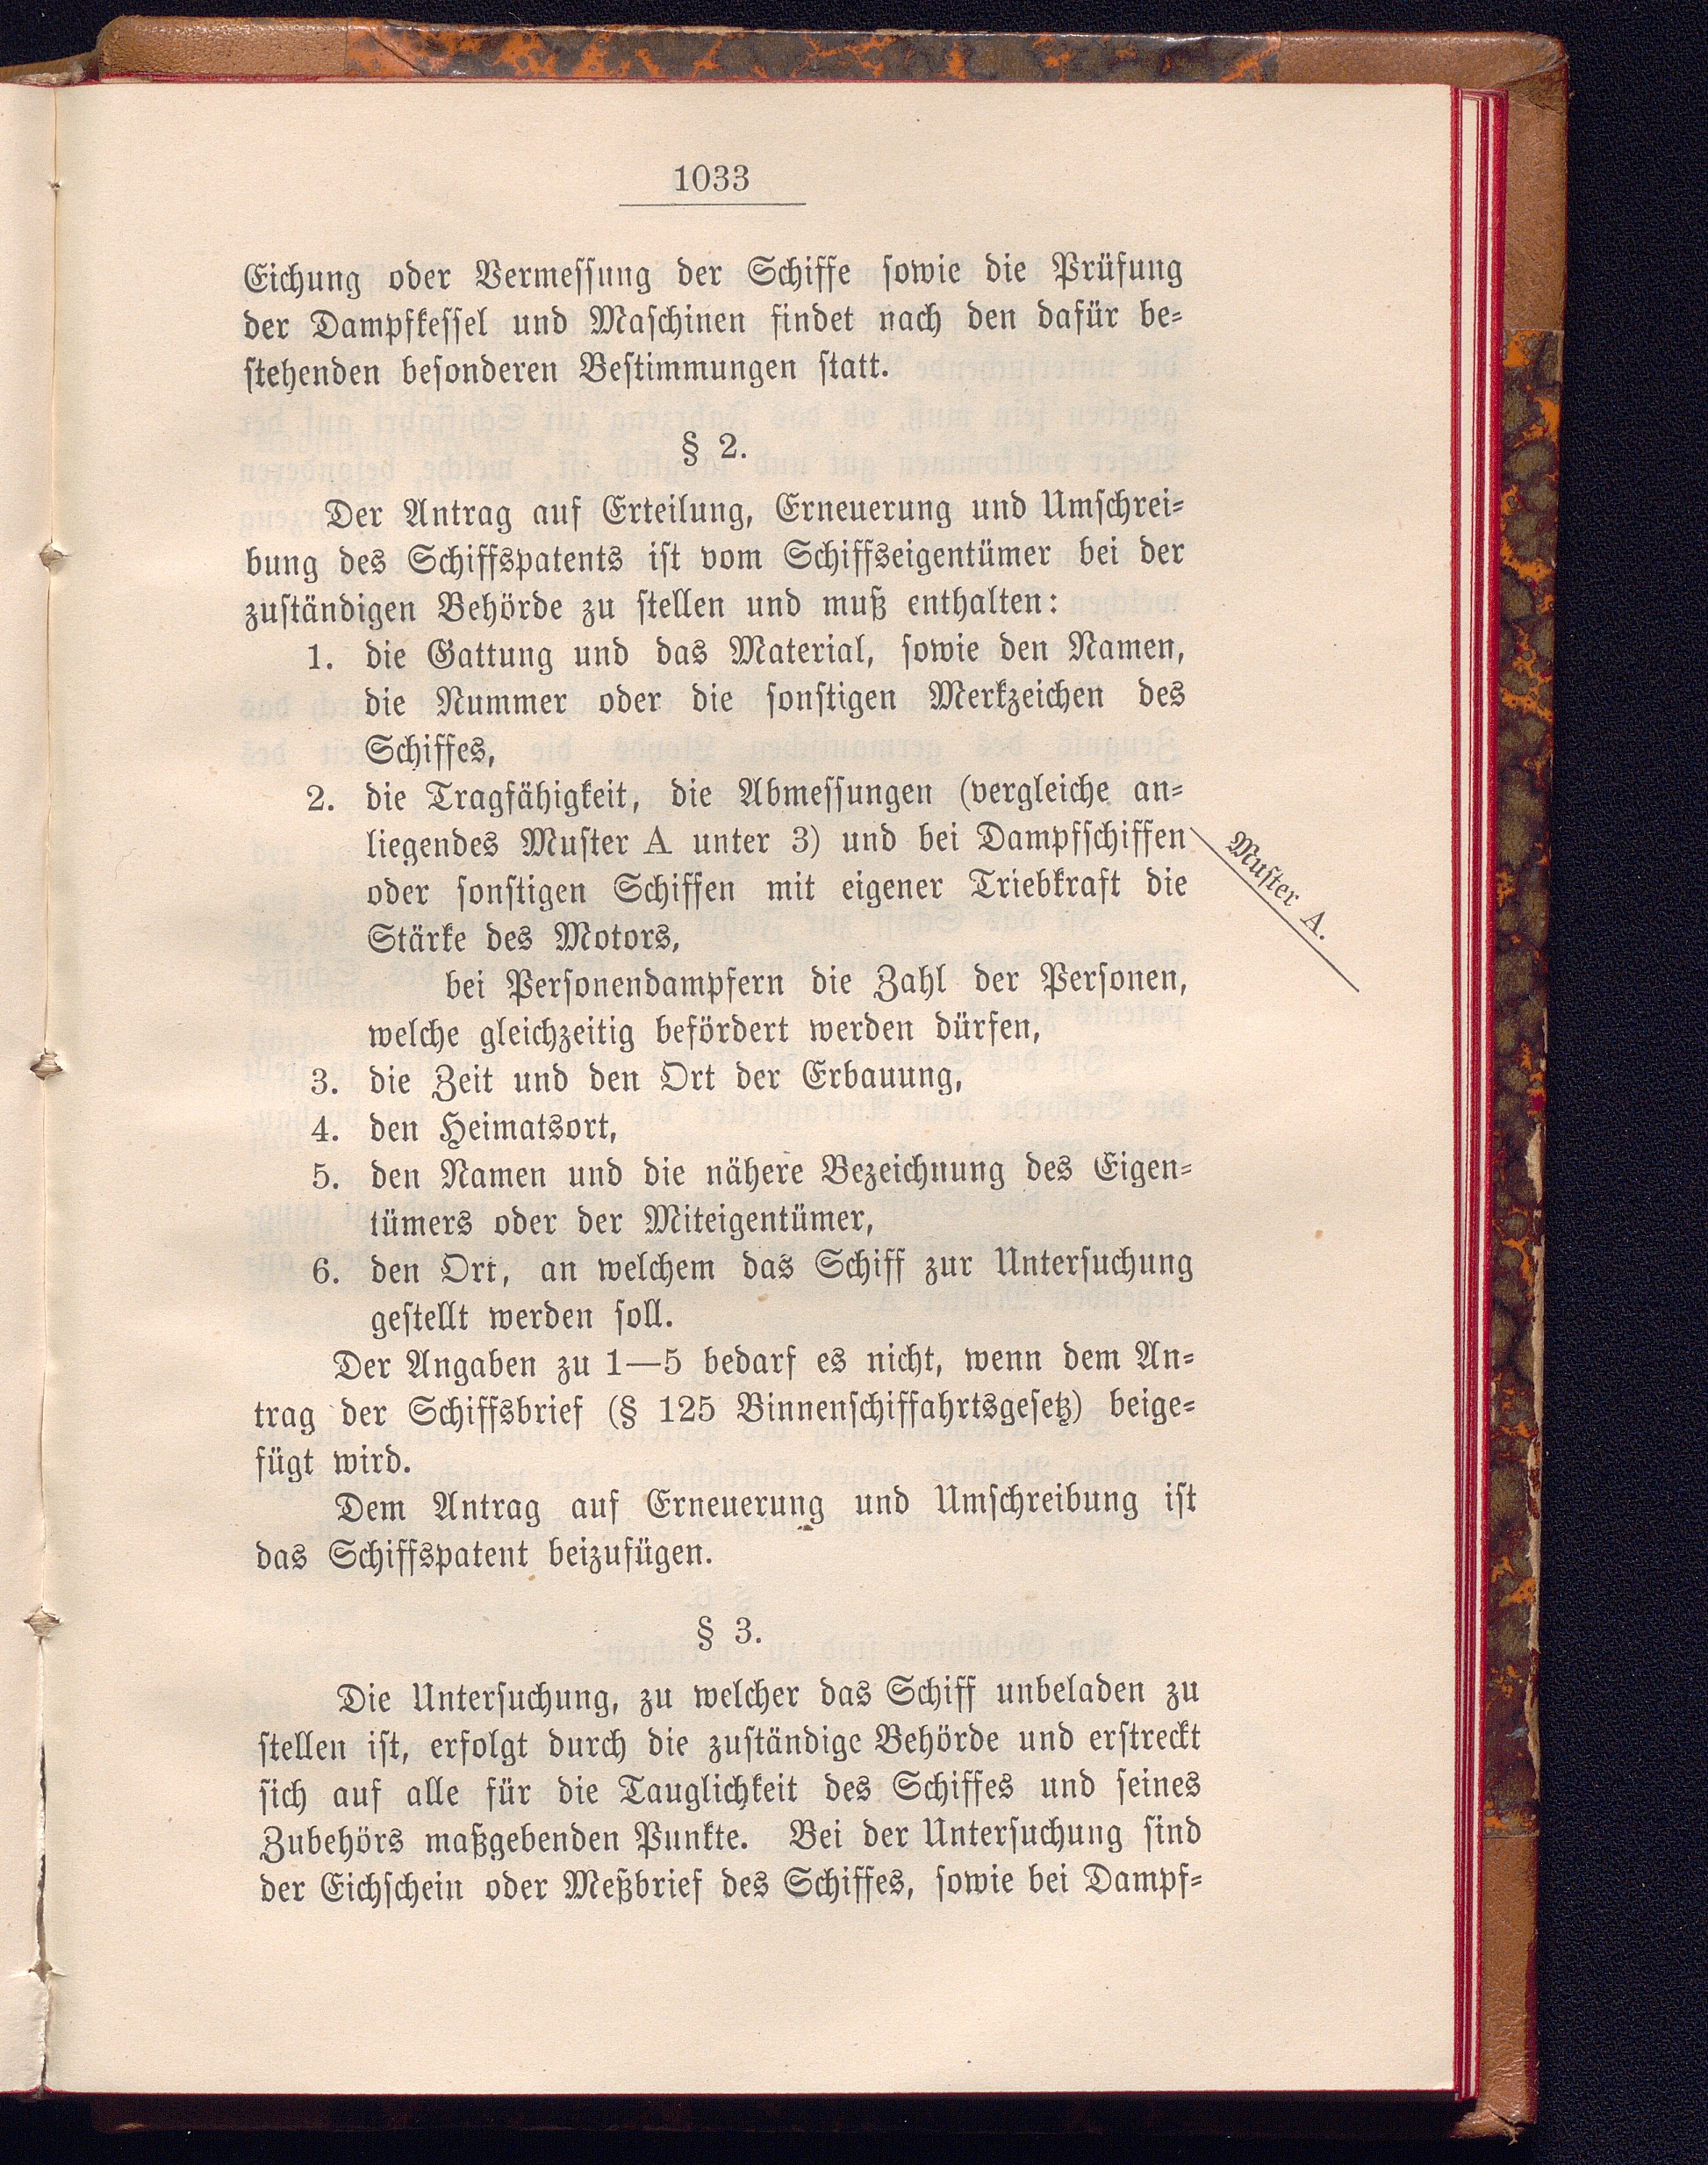 1033
Eichung oder Vermessung der Schiffe sowie die Prüfung
der Dampfkessel und Maschinen findet nach den dafür be-
stehenden besonderen Bestimmungen statt.
§ 2.
Der Antrag auf Erteilung, Erneuerung und Umschrei-
bung des Schiffspatents ist vom Schiffseigentümer bei der
zuständigen Behörde zu stellen und muß enthalten:
1. die Gattung und das Material, sowie den Namen,
die Nummer oder die sonstigen Merkzeichen des
Schiffes,
2. die Tragfähigkeit, die Abmessungen (vergleiche an-
liegendes Muster A unter 3) und bei Dampfschiffen
Muster A.
oder sonstigen Schiffen mit eigener Triebkraft die
Stärke des Motors,
bei Personendampfern die Zahl der Personen,
welche gleichzeitig befördert werden dürfen,
3. die Zeit und den Ort der Erbauung,
4. den Heimatsort,
5. den Namen und die nähere Bezeichnung des Eigen-
tümers oder der Miteigentümer,
6. den Ort, an welchem das Schiff zur Untersuchung
gestellt werden soll.
Der Angaben zu 1—5 bedarf es nicht, wenn dem An-
trag der Schiffsbrief (§ 125 Binnenschiffahrtsgesetz) beige-
fügt wird.
Dem Antrag auf Erneuerung und Umschreibung ist
das Schiffspatent beizufügen.
§ 3.
Die Untersuchung, zu welcher das Schiff unbeladen zu
stellen ist, erfolgt durch die zuständige Behörde und erstreckt
sich auf alle für die Tauglichkeit des Schiffes und seines
Zubehörs maßgebenden Punkte. Bei der Untersuchung sind
der Eichschein oder Meßbrief des Schiffes, sowie bei Dampf-